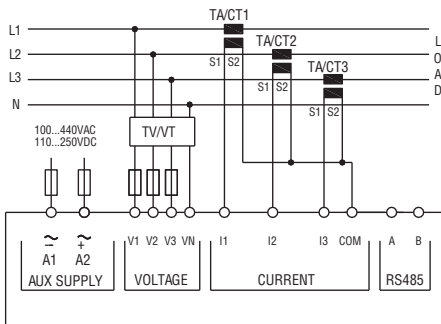 TA/CT1
L1
TA/CT2
L2
S1 S2
TA/CT3
L3
S1 S2
N
S1 S2
LOAD
100...440VAC
110...250VDC
TV/VT
V1 V2 V3 VN I1 I2 I3 COM A B
~ ~
− +
A1 A2
AUX SUPPLY VOLTAGE CURRENT RS485